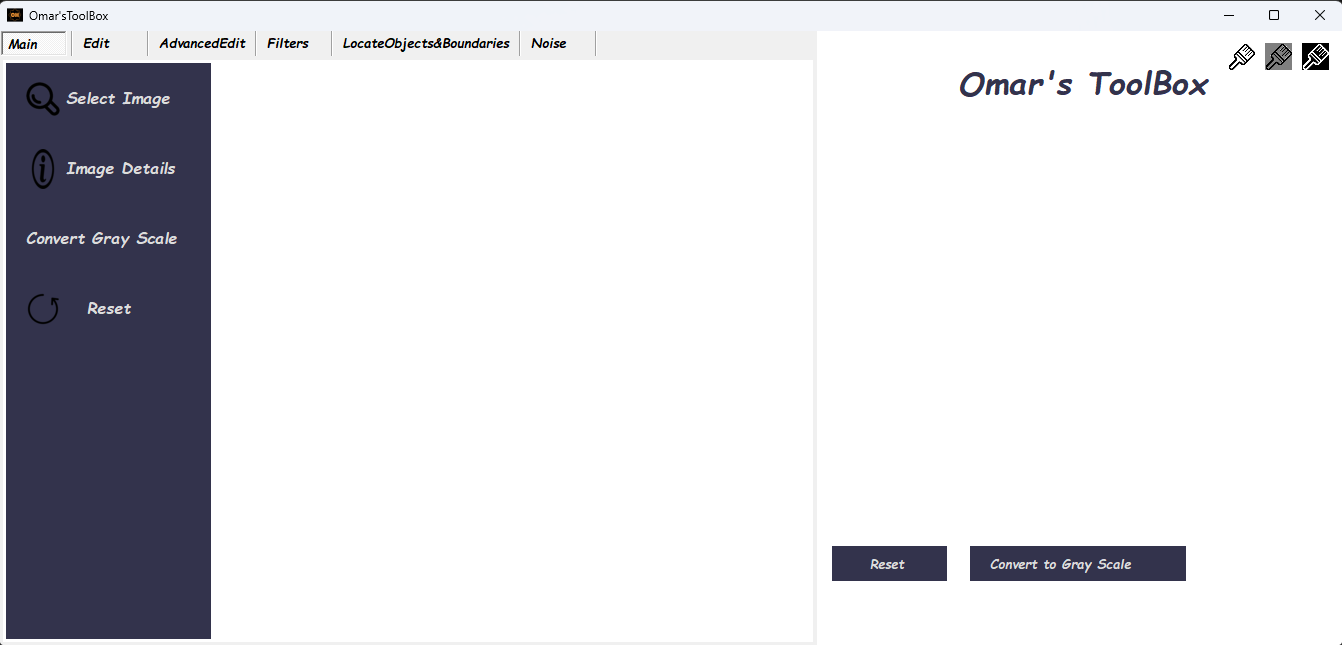 Omar'sToolBox
Main Edit AdvancedEdit Filters LocateObjects&Boundaries Noise
Omar's ToolBox
Select Image
Image Details
Convert Gray Scale
Reset
Reset Convert to Gray Scale